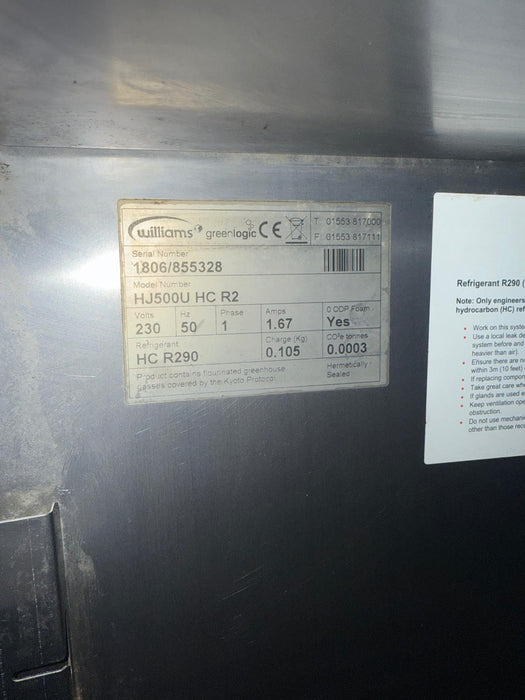 williams greenlogic CE
T: 01553 817000
F: 01553 817111
Serial Number
1806/855328
Model Number
HJ500U HC R2
Volts Hz Phase Amps 0 ODP Foam
230 50 1 1.67 Yes
Refrigerant Charge (Kg) CO²e tonnes
HC R290 0.105 0.0003
Product contains flourinated greenhouse
gasses covered by the Kyoto Protocol
Hermetically
Sealed
Refrigerant R290 (
Note: Only engineers
hydrocarbon (HC) ref
• Work on this syste
• Use a local leak de
system before and
heavier than air)
• Ensure there are n
within 3m (10 feet)
• If replacing compon
• Take great care whe
• If glands are used e
• Keep ventilation ope
obstruction.
• Do not use mechani
other than those rec